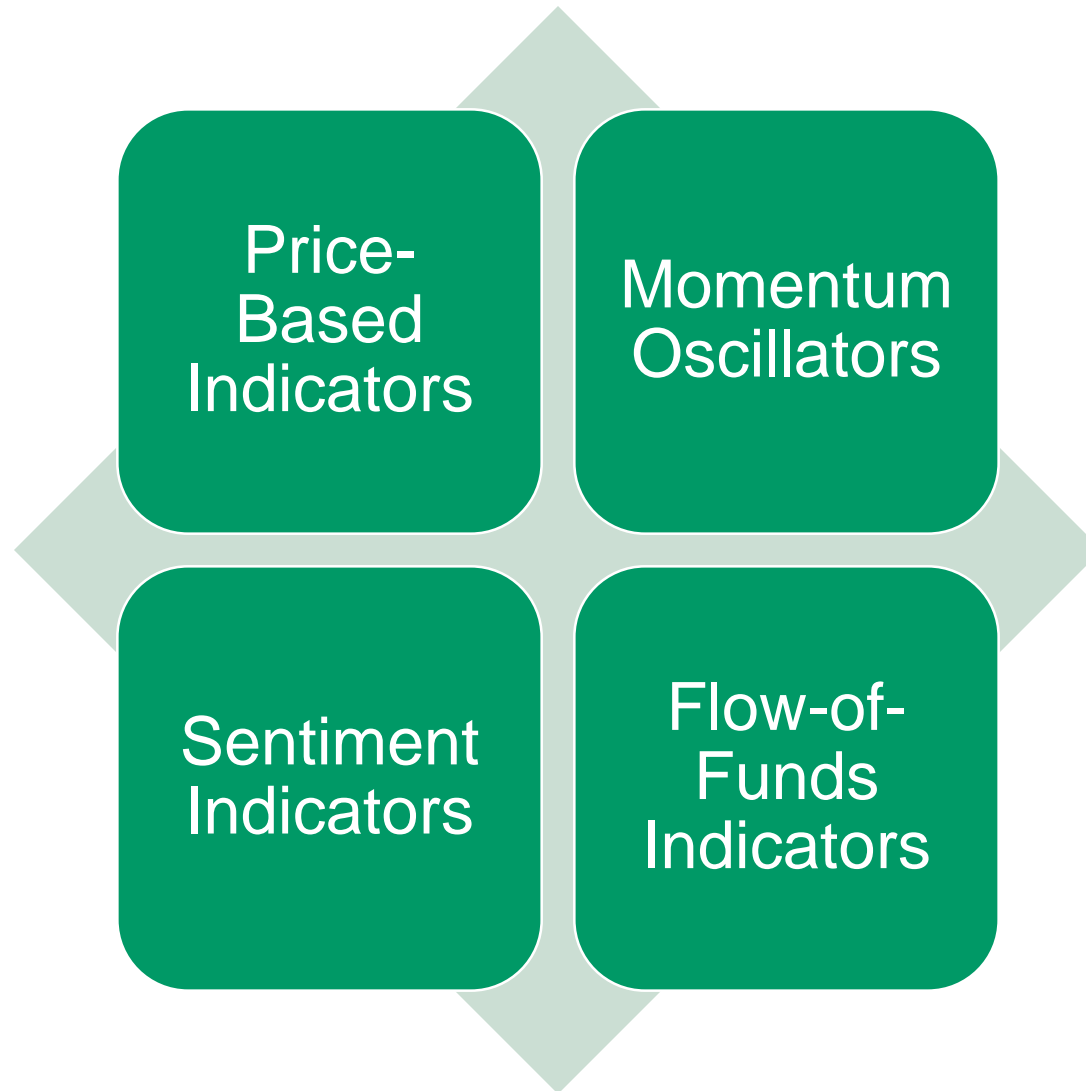 Price-
Based
Indicators
Momentum
Oscillators
Sentiment
Indicators
Flow-of-
Funds
Indicators